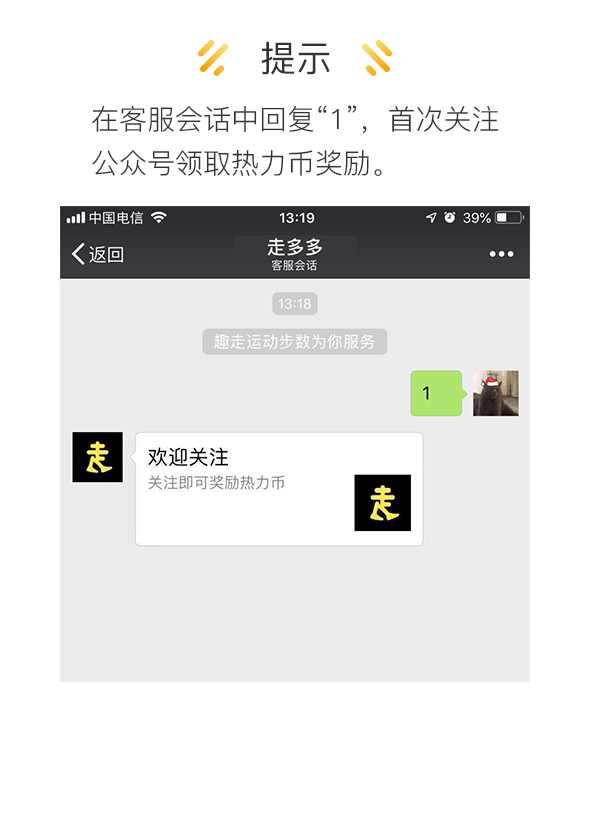 提示
在客服会话中回复“1”，首次关注
公众号领取热力币奖励。
中国电信 13:19 39%
返回 走多多
客服会话
13:18
趣走运动步数为你服务
1
走 欢迎关注
关注即可奖励热力币
走